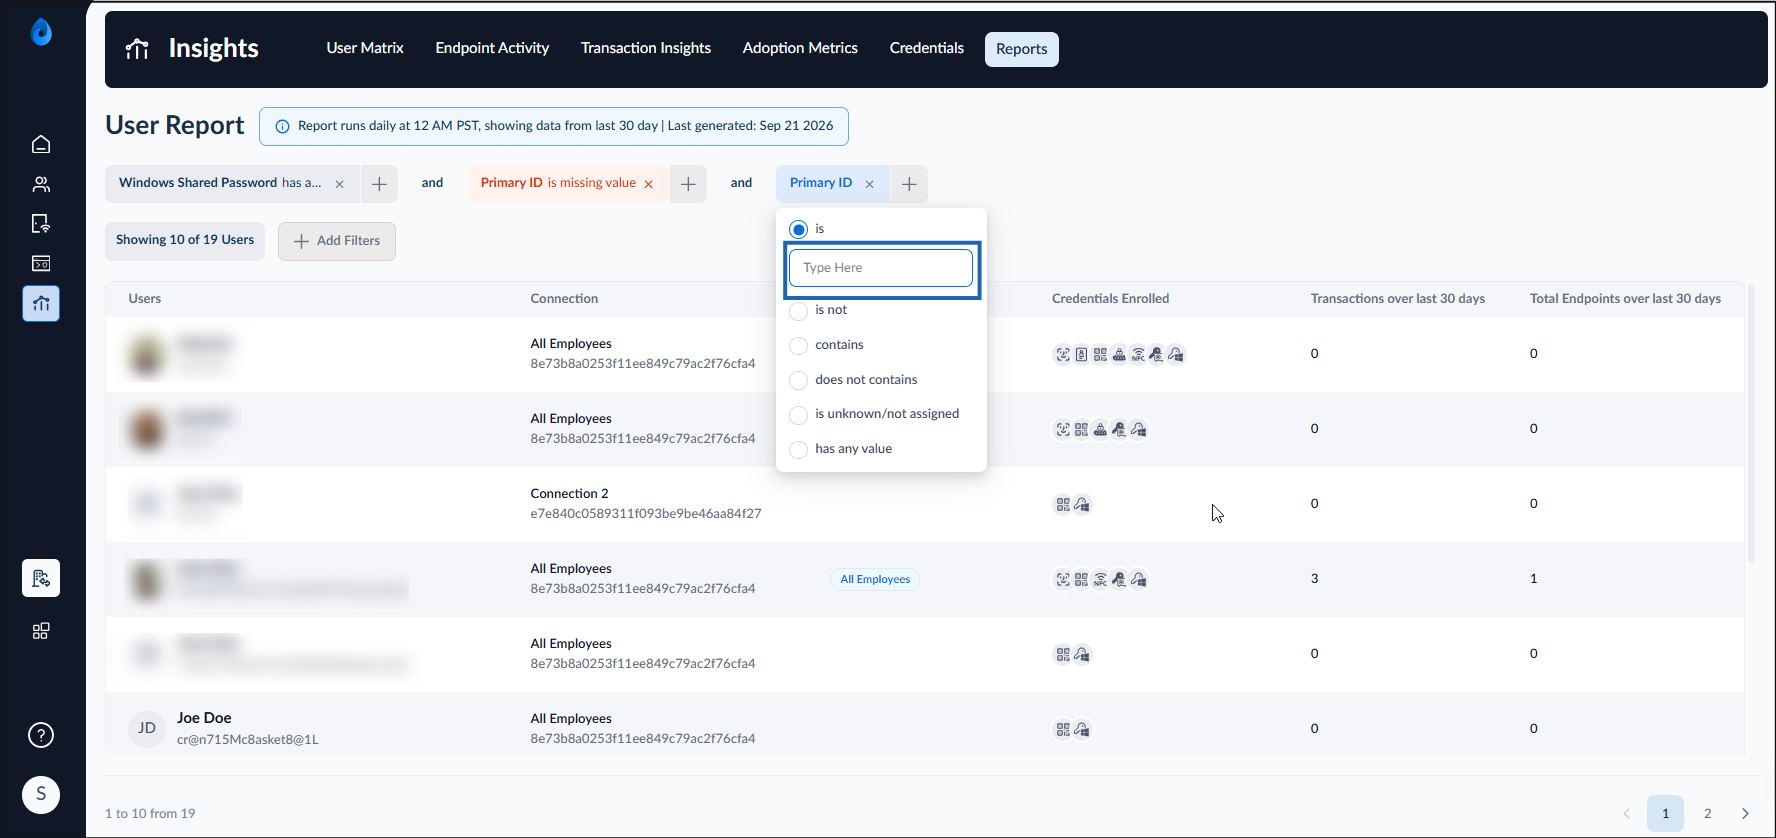 Insights
User Matrix
Endpoint Activity
Transaction Insights
Adoption Metrics
Credentials
Reports
User Report
Report runs daily at 12 AM PST, showing data from last 30 day | Last generated: Sep 21 2026
Windows Shared Password has a... × +
and
Primary ID is missing value × +
and
Primary ID × +
Showing 10 of 19 Users
+ Add Filters
is
Type Here
is not
contains
does not contains
is unknown/not assigned
has any value
Users
Connection
Credentials Enrolled
Transactions over last 30 days
Total Endpoints over last 30 days
All Employees
8e73b8a0253f11ee849c79ac2f76cfa4
NFC
0
0
All Employees
8e73b8a0253f11ee849c79ac2f76cfa4
0
0
Connection 2
e7e840c0589311f093be9be46aa84f27
0
0
All Employees
8e73b8a0253f11ee849c79ac2f76cfa4
All Employees
NFC
3
1
All Employees
8e73b8a0253f11ee849c79ac2f76cfa4
0
0
JD
Joe Doe
cr@n715Mc8asket8@1L
All Employees
8e73b8a0253f11ee849c79ac2f76cfa4
0
0
?
S
1 to 10 from 19
< 1 2 >